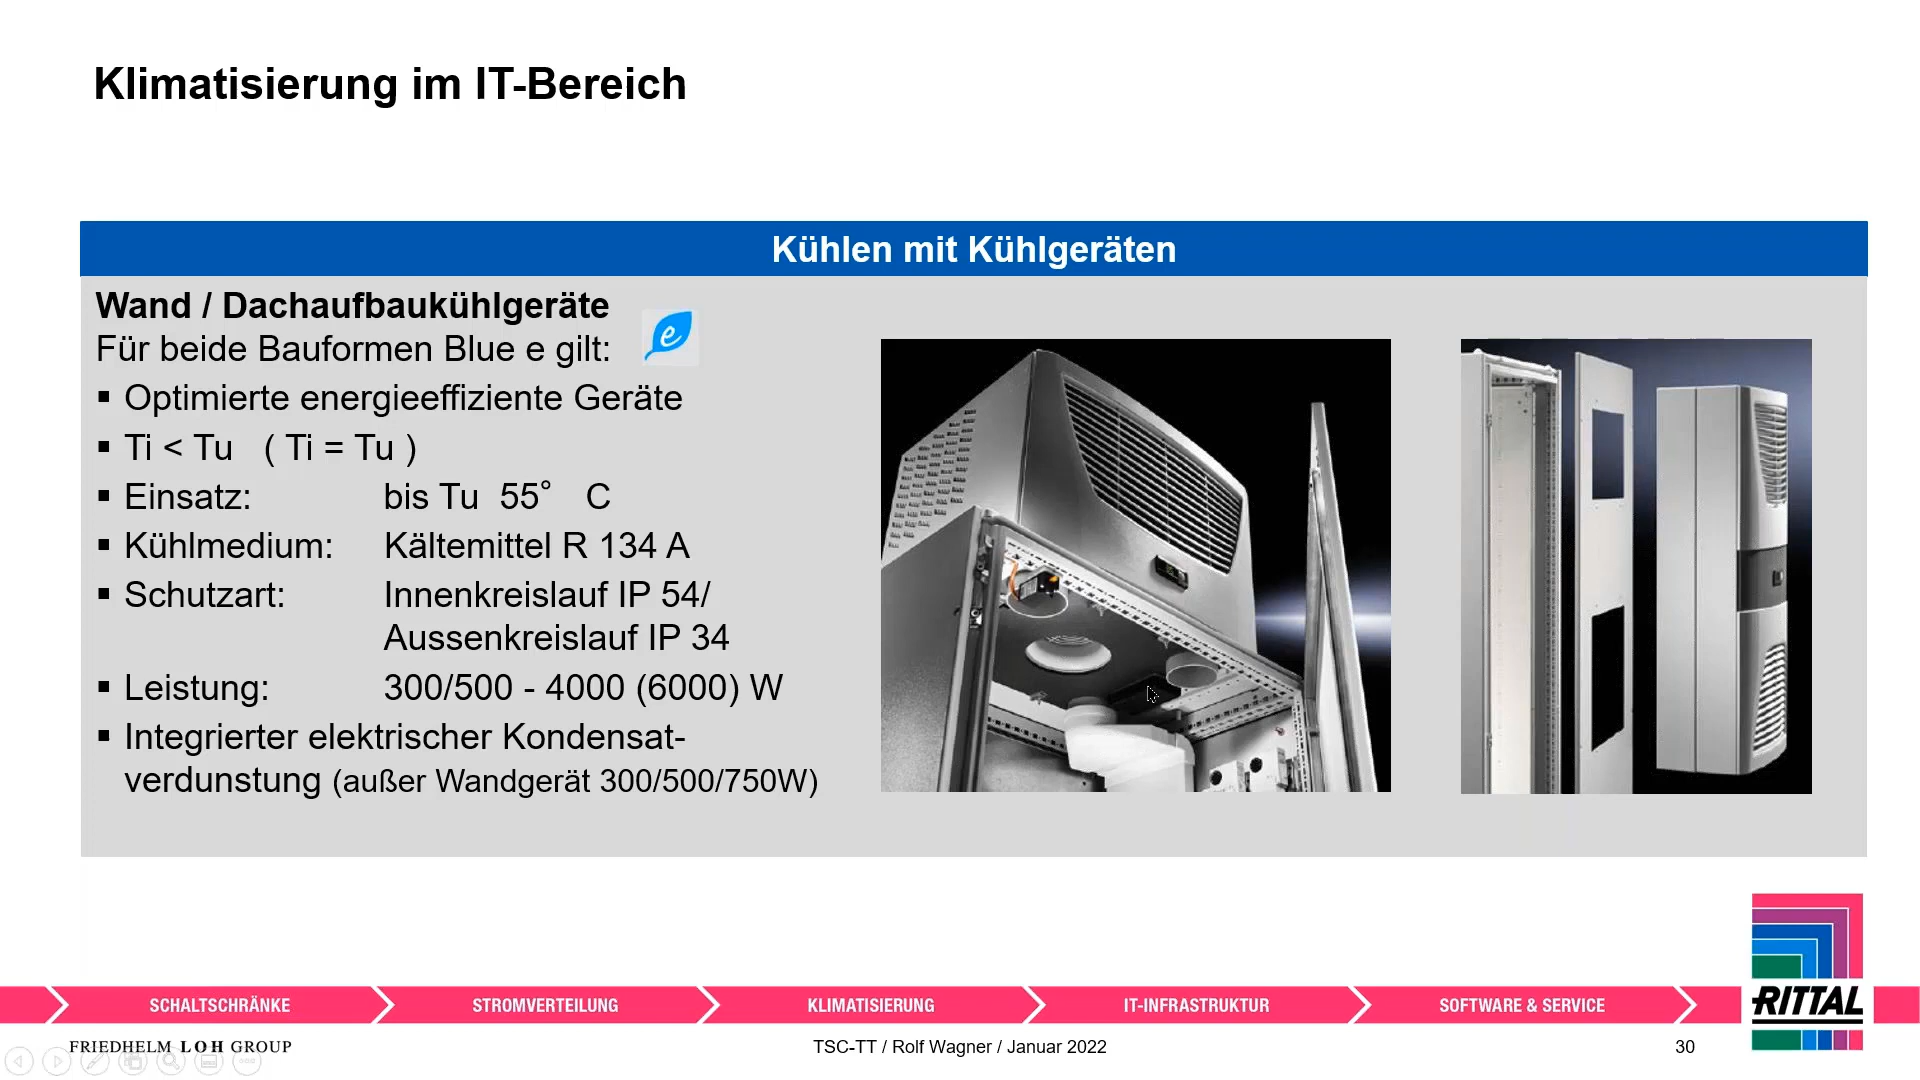 Klimatisierung im IT-Bereich
Kühlen mit Kühlgeräten
Wand / Dachaufbaukühlgeräte
Für beide Bauformen Blue e gilt:
e
▪ Optimierte energieeffiziente Geräte
▪ Ti < Tu ( Ti = Tu )
▪ Einsatz: bis Tu 55° C
▪ Kühlmedium: Kältemittel R 134 A
▪ Schutzart: Innenkreislauf IP 54/
Aussenkreislauf IP 34
▪ Leistung: 300/500 - 4000 (6000) W
▪ Integrierter elektrischer Kondensat-
verdunstung (außer Wandgerät 300/500/750W)
SCHALTSCHRÄNKE STROMVERTEILUNG KLIMATISIERUNG IT-INFRASTRUKTUR SOFTWARE & SERVICE
RITTAL
FRIEDHELM LOH GROUP
TSC-TT / Rolf Wagner / Januar 2022
30